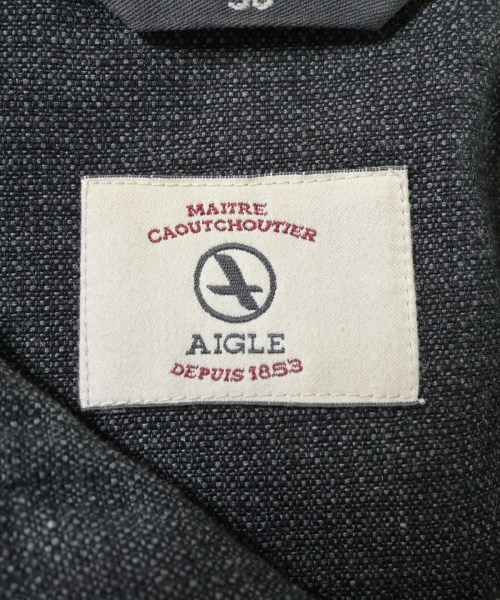 MAITRE
CAOUTCHOUTIER
AIGLE
DEPUIS 1853